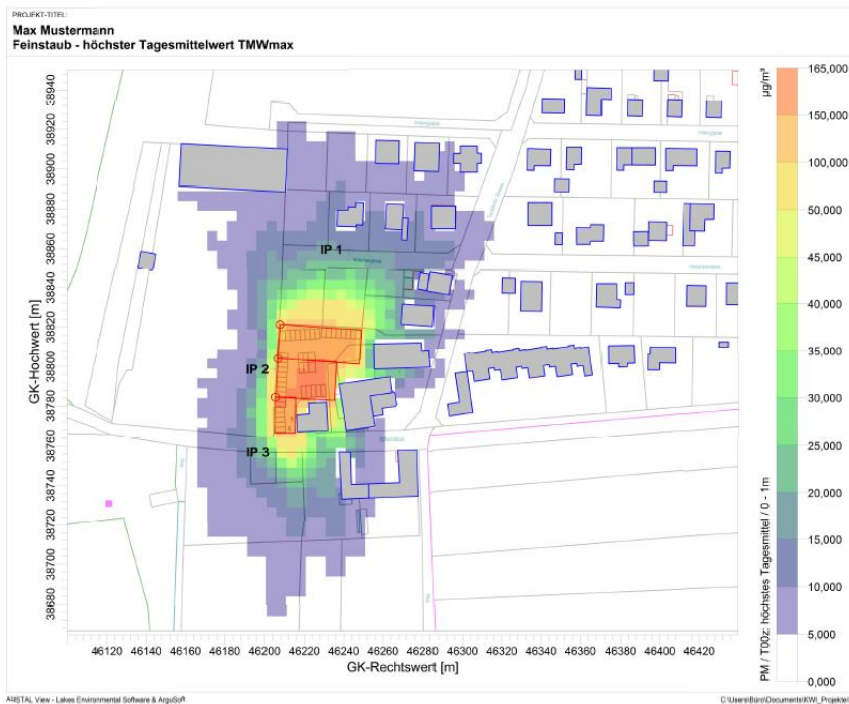 PROJEKT-TITEL:
Max Mustermann
Feinstaub - höchster Tagesmittelwert TMWmax
GK-Hochwert [m]
38940
38920
38900
38880
38860
38840
38820
38800
38780
38760
38740
38720
38700
38680
IP 1
IP 2
IP 3
46120 46140 46160 46180 46200 46220 46240 46260 46280 46300 46320 46340 46360 46380 46400 46420
GK-Rechtswert [m]
µg/m³
PM / T00z: höchstes Tagesmittel / 0 - 1m
165,000
150,000
100,000
50,000
45,000
40,000
35,000
30,000
25,000
20,000
15,000
10,000
5,000
0,000
AUSTAL View - Lakes Environmental Software & ArguSoft
C:\Users\Büro\Documents\KWI_Projekte\